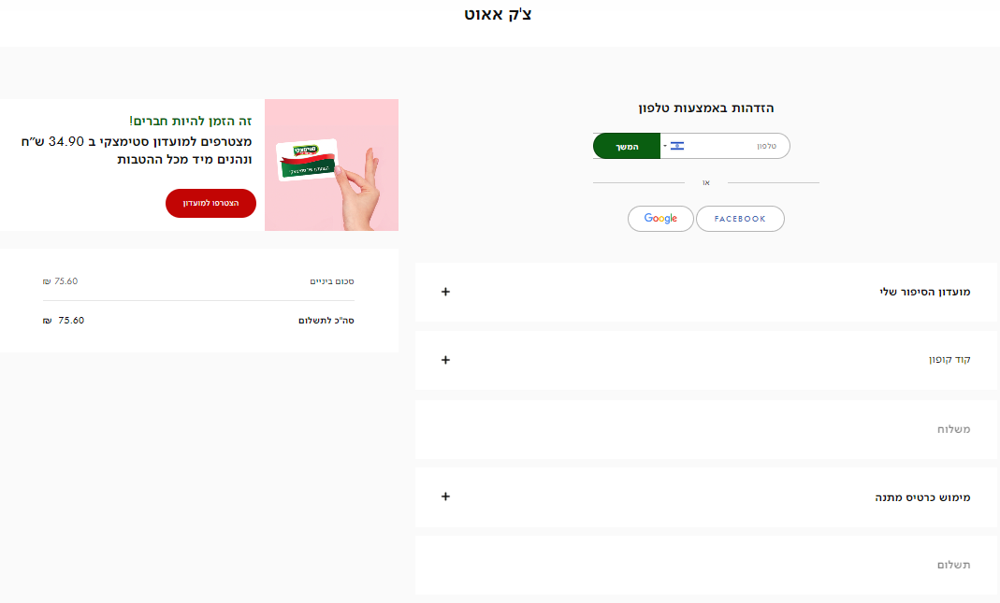 צ'ק אאוט
הזדהות באמצעות טלפון
טלפון
המשך
או
Google
FACEBOOK
מועדון הסיפור שלי
+
קוד קופון
+
משלוח
מימוש כרטיס מתנה
+
תשלום
זה הזמן להיות חברים!
מצטרפים למועדון סטימצקי ב 34.90 ש"ח
ונהנים מיד מכל ההטבות
הצטרפו למועדון
סטימצקי
סכום ביניים
75.60 ₪
סה"כ לתשלום
75.60 ₪